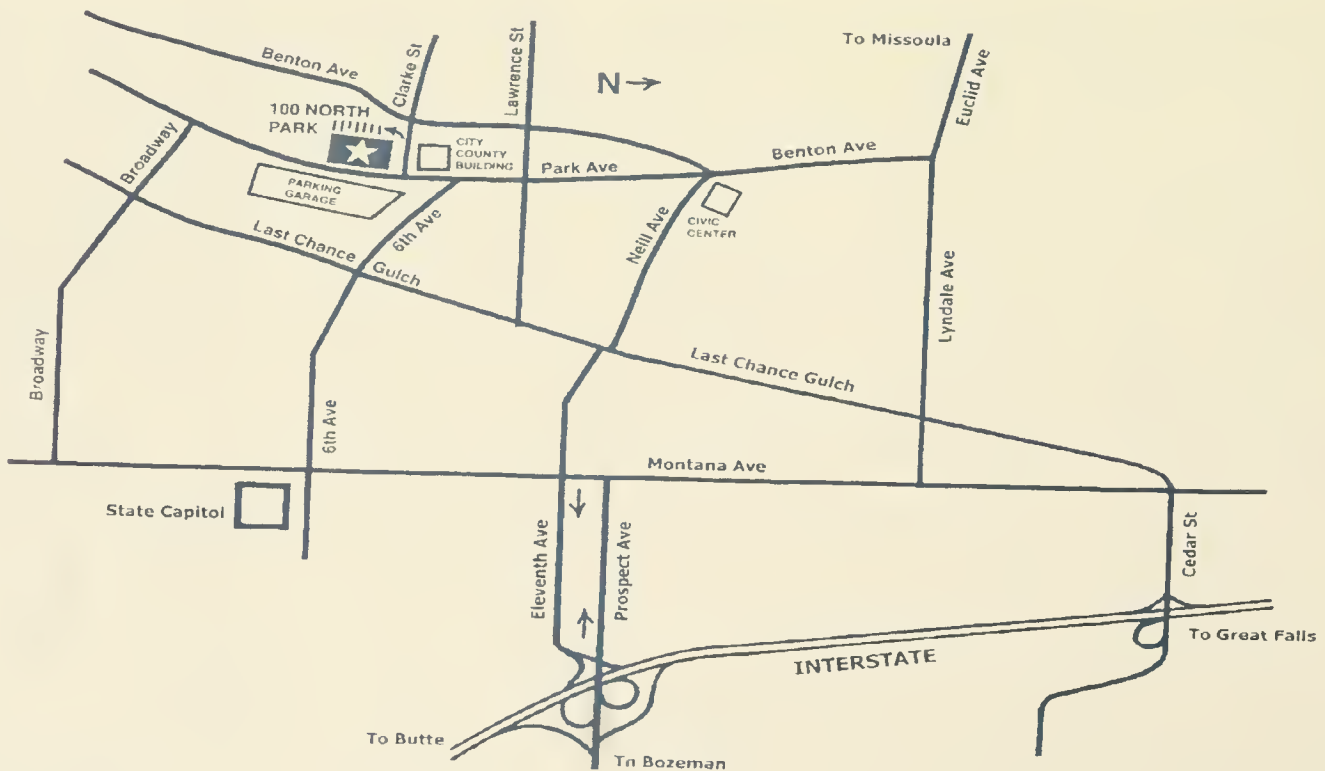 To Missoula
Euclid Ave
Benton Ave
Clarke St
Lawrence St
N
100 NORTH
PARK
CITY
COUNTY
BUILDING
Broadway
Park Ave
Benton Ave
PARKING
GARAGE
6th Ave
Neill Ave
CIVIC
CENTER
Last Chance
Gulch
Lyndale Ave
Broadway
6th Ave
Last Chance Gulch
Montana Ave
State Capitol
Eleventh Ave
Prospect Ave
Cedar St
To Great Falls
INTERSTATE
To Butte
Tn Bozeman